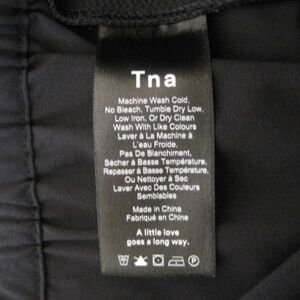 Tna
Machine Wash Cold,
No Bleach, Tumble Dry Low,
Low Iron, Or Dry Clean
Wash With Like Colours
Laver à La Machine à
L'eau Froide,
Pas De Blanchiment,
Sécher à Basse Température,
Repasser à Basse Température,
Ou Nettoyer à Sec
Laver Avec Des Couleurs
Semblables
Made in China
Fabriqué en Chine
A little love
goes a long way.